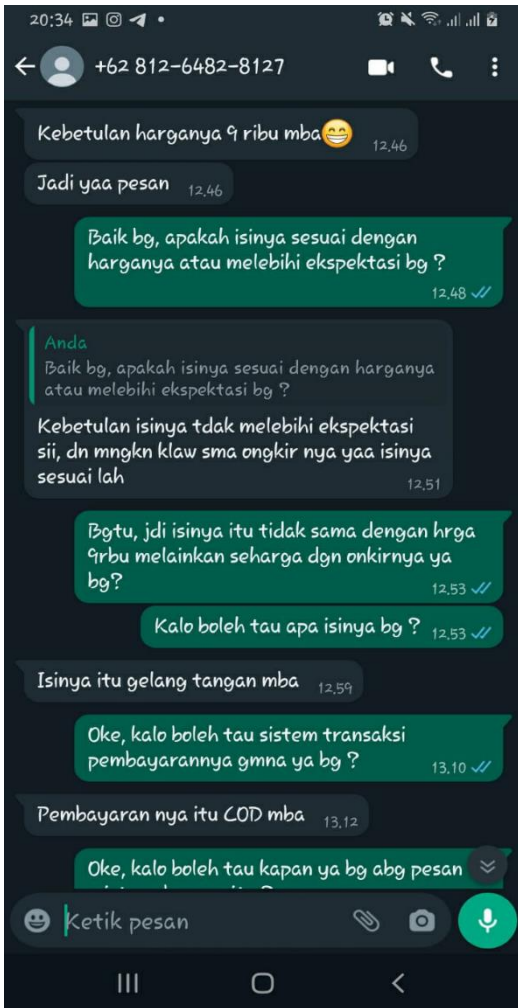 20:34
+62 812-6482-8127
Kebetulan harganya 9 ribu mba😁 12.46
Jadi yaa pesan 12.46
Baik bg, apakah isinya sesuai dengan
harganya atau melebihi ekspektasi bg ?
12.48
Anda
Baik bg, apakah isinya sesuai dengan harganya
atau melebihi ekspektasi bg ?
Kebetulan isinya tdak melebihi ekspektasi
sii, dn mngkn klaw sma ongkir nya yaa isinya
sesuai lah
12.51
Bgtu, jdi isinya itu tidak sama dengan hrga
9rbu melainkan seharga dgn onkirnya ya
bg?
12.53
Kalo boleh tau apa isinya bg ? 12.53
Isinya itu gelang tangan mba 12.59
Oke, kalo boleh tau sistem transaksi
pembayarannya gmna ya bg ?
13.10
Pembayaran nya itu COD mba 13.12
Oke, kalo boleh tau kapan ya bg abg pesan
Ketik pesan